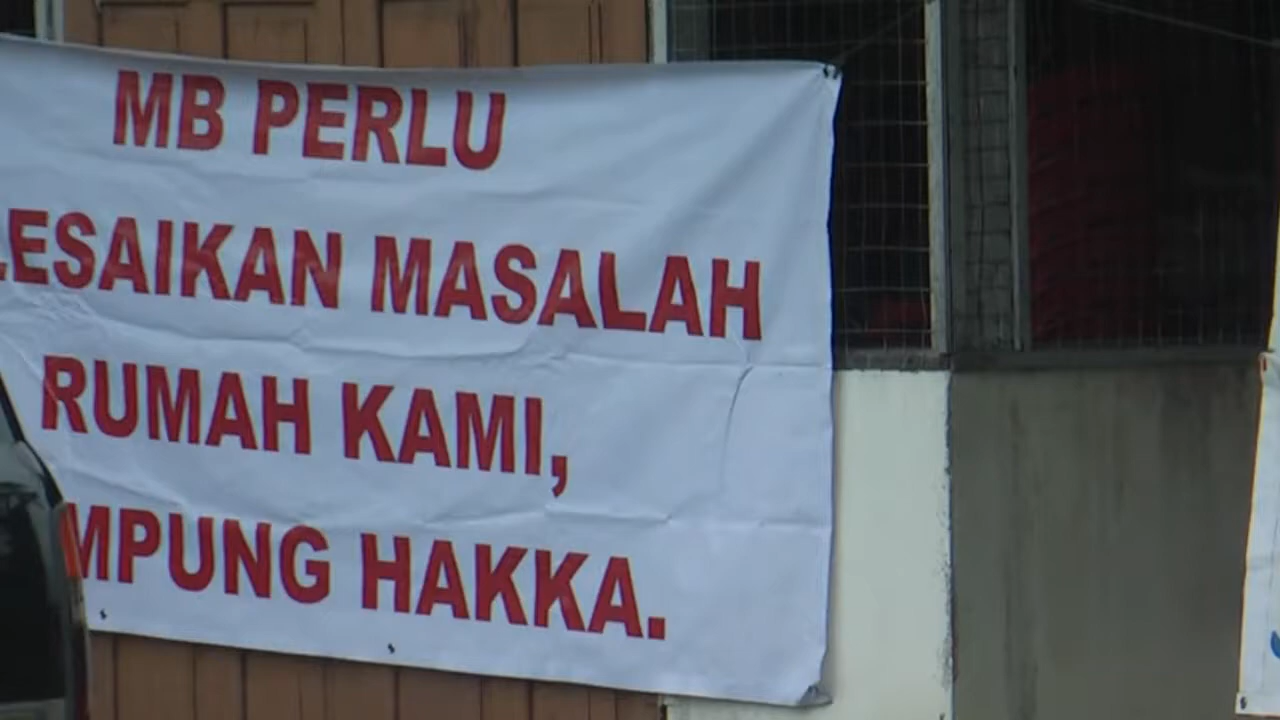 MB PERLU
LESAIKAN MASALAH
RUMAH KAMI,
MPUNG HAKKA.